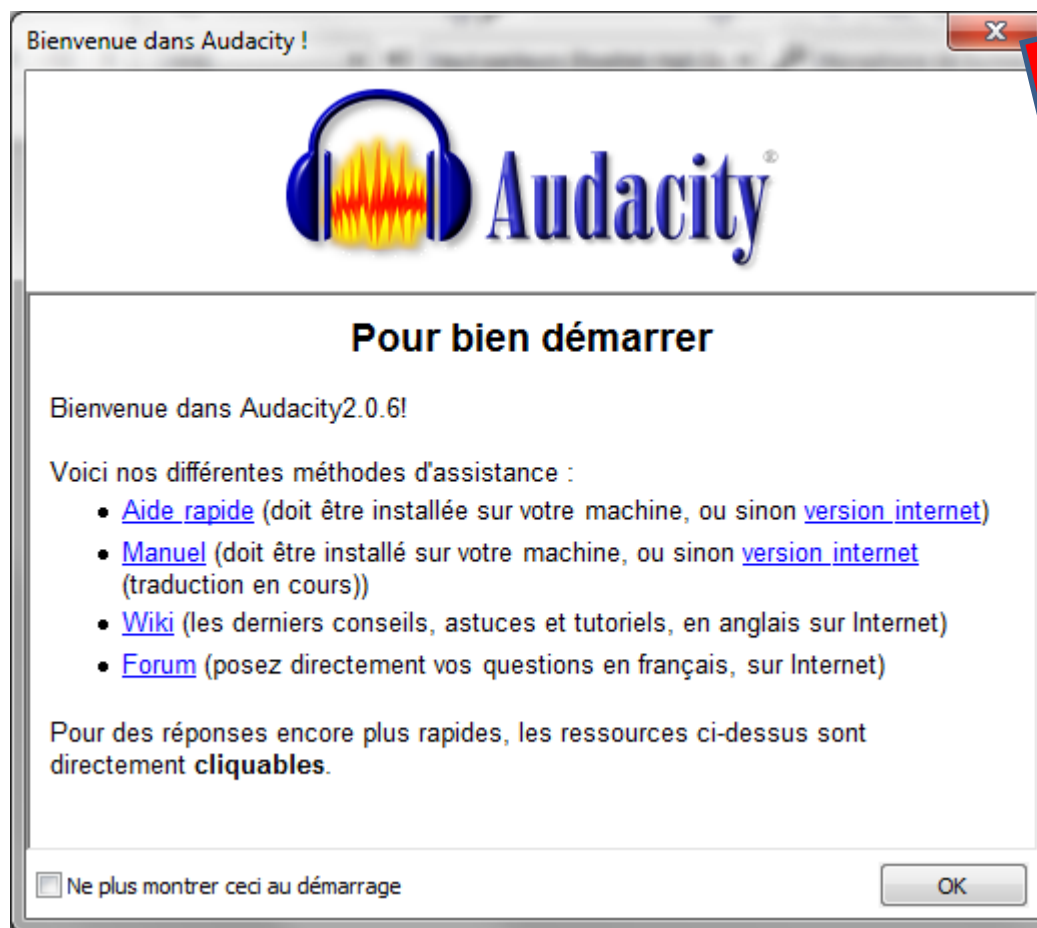 Bienvenue dans Audacity !
Audacity®
Pour bien démarrer
Bienvenue dans Audacity2.0.6!
Voici nos différentes méthodes d'assistance :
• Aide rapide (doit être installée sur votre machine, ou sinon version internet)
• Manuel (doit être installé sur votre machine, ou sinon version internet
(traduction en cours))
• Wiki (les derniers conseils, astuces et tutoriels, en anglais sur Internet)
• Forum (posez directement vos questions en français, sur Internet)
Pour des réponses encore plus rapides, les ressources ci-dessus sont
directement cliquables.
Ne plus montrer ceci au démarrage
OK